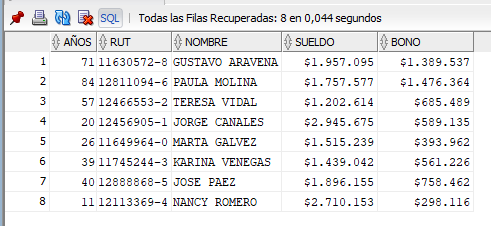 SQL | Todas las Filas Recuperadas: 8 en 0,044 segundos
AÑOS RUT NOMBRE SUELDO BONO
1 71 11630572-8 GUSTAVO ARAVENA $1.957.095 $1.389.537
2 84 12811094-6 PAULA MOLINA $1.757.577 $1.476.364
3 57 12466553-2 TERESA VIDAL $1.202.614 $685.489
4 20 12456905-1 JORGE CANALES $2.945.675 $589.135
5 26 11649964-0 MARTA GALVEZ $1.515.239 $393.962
6 39 11745244-3 KARINA VENEGAS $1.439.042 $561.226
7 40 12888868-5 JOSE PAEZ $1.896.155 $758.462
8 11 12113369-4 NANCY ROMERO $2.710.153 $298.116